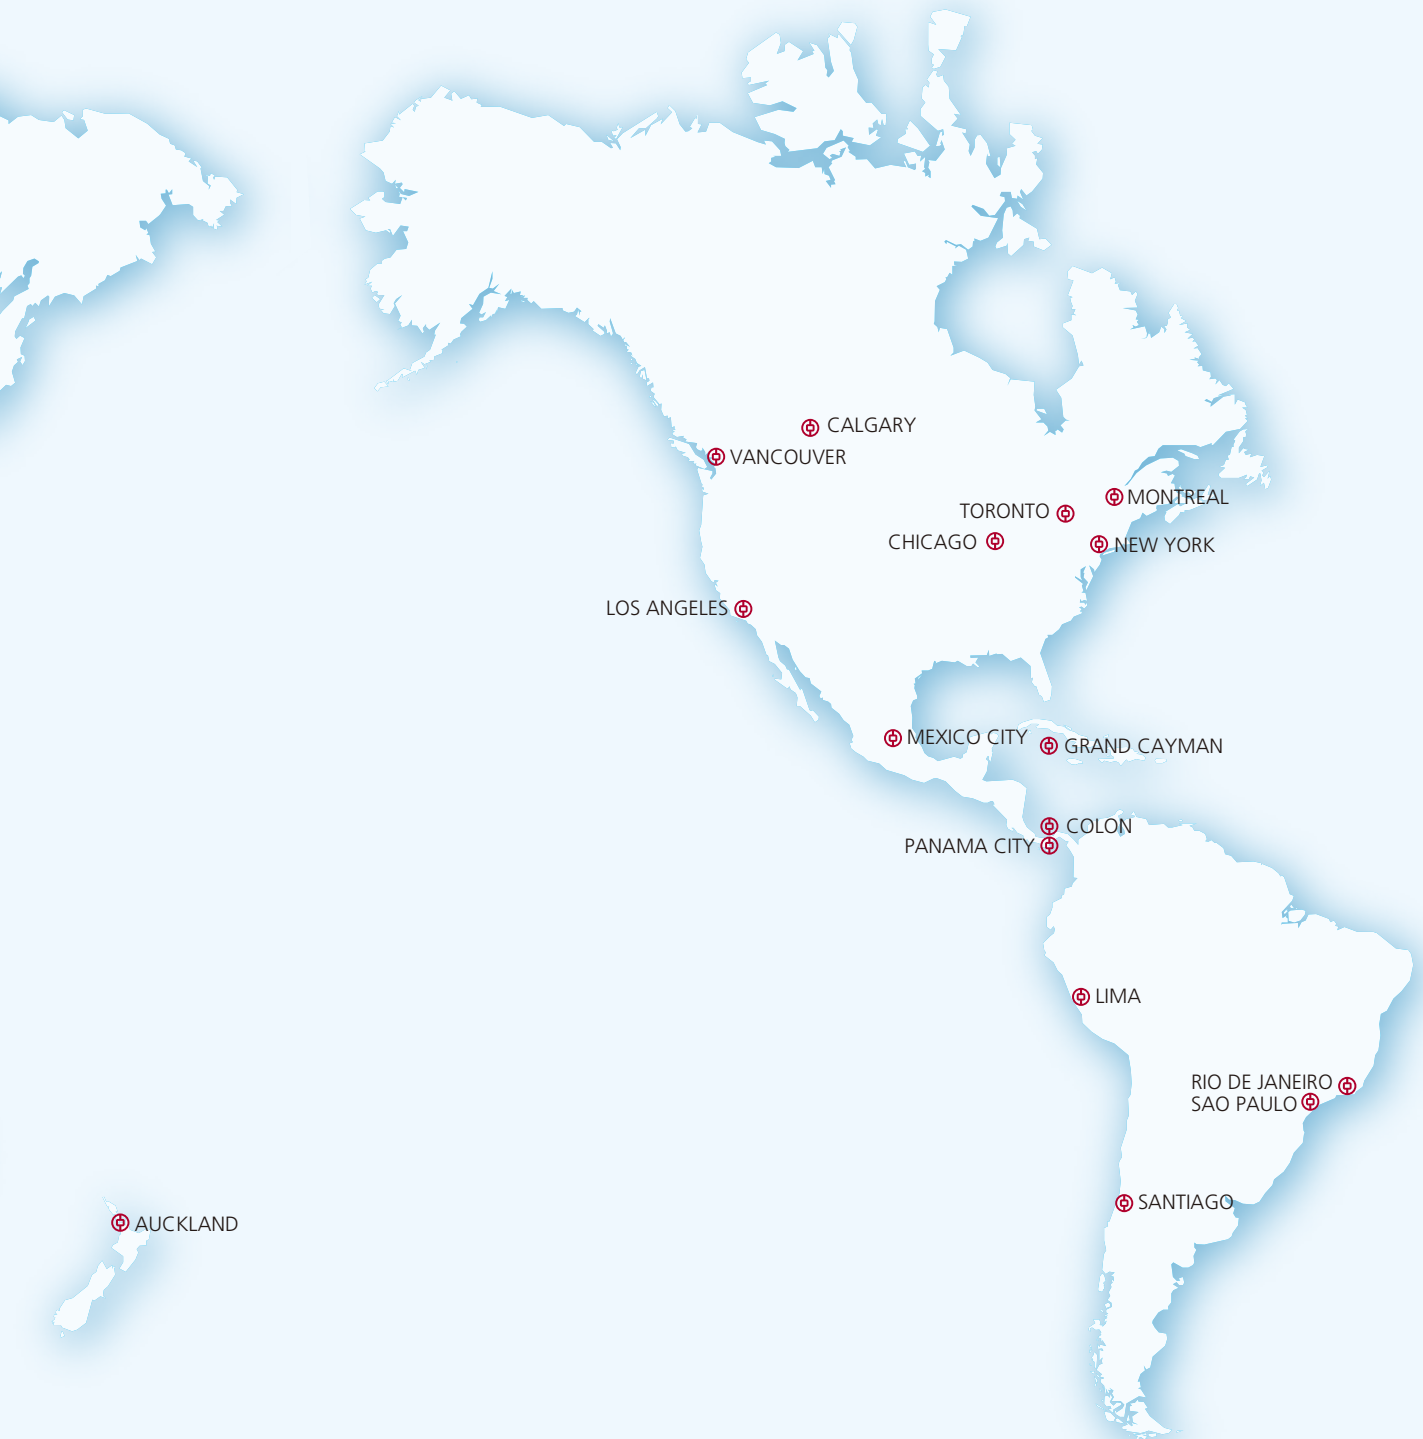 CALGARY
VANCOUVER
MONTREAL
TORONTO
CHICAGO
NEW YORK
LOS ANGELES
MEXICO CITY
GRAND CAYMAN
COLON
PANAMA CITY
LIMA
RIO DE JANEIRO
SAO PAULO
SANTIAGO
AUCKLAND